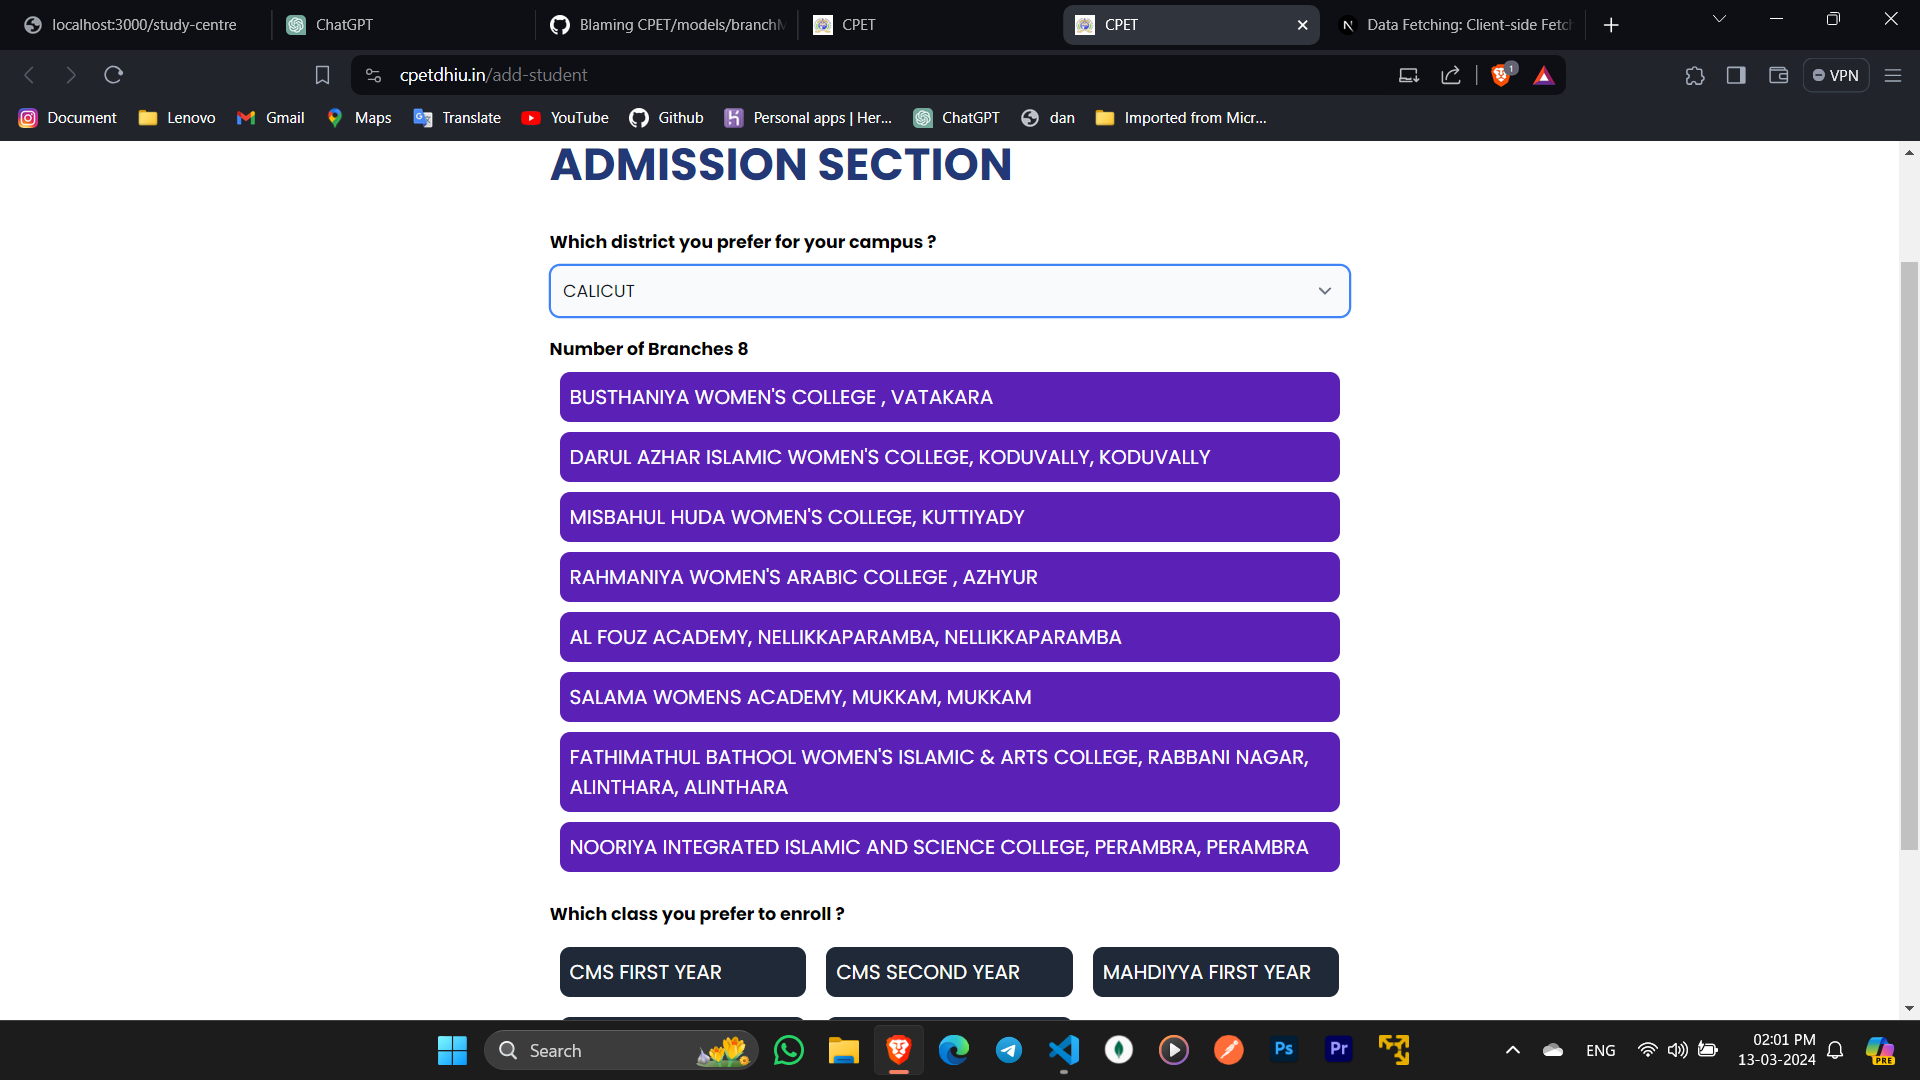 localhost:3000/study-centre
ChatGPT
Blaming CPET/models/branchM
CPET
CPET
Data Fetching: Client-side Fetc
cpetdhiu.in/add-student
1
VPN
Document
Lenovo
Gmail
Maps
Translate
YouTube
Github
Personal apps | Her...
ChatGPT
dan
Imported from Micr...
ADMISSION SECTION
Which district you prefer for your campus ?
CALICUT
Number of Branches 8
BUSTHANIYA WOMEN'S COLLEGE , VATAKARA
DARUL AZHAR ISLAMIC WOMEN'S COLLEGE, KODUVALLY, KODUVALLY
MISBAHUL HUDA WOMEN'S COLLEGE, KUTTIYADY
RAHMANIYA WOMEN'S ARABIC COLLEGE , AZHYUR
AL FOUZ ACADEMY, NELLIKKAPARAMBA, NELLIKKAPARAMBA
SALAMA WOMENS ACADEMY, MUKKAM, MUKKAM
FATHIMATHUL BATHOOL WOMEN'S ISLAMIC & ARTS COLLEGE, RABBANI NAGAR,
ALINTHARA, ALINTHARA
NOORIYA INTEGRATED ISLAMIC AND SCIENCE COLLEGE, PERAMBRA, PERAMBRA
Which class you prefer to enroll ?
CMS FIRST YEAR
CMS SECOND YEAR
MAHDIYYA FIRST YEAR
Search
Ps
Pr
ENG
02:01 PM
13-03-2024
PRE